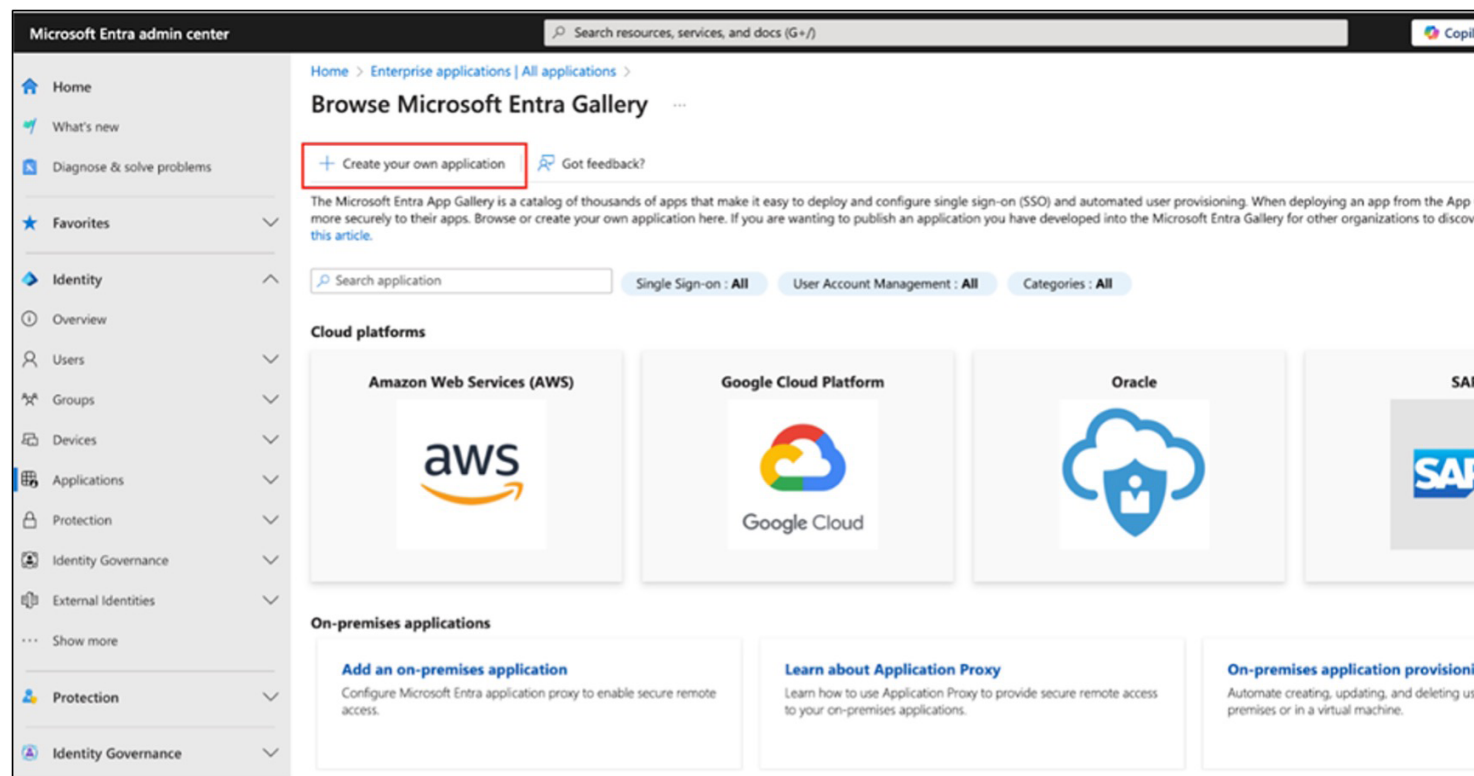 Microsoft Entra admin center
Search resources, services, and docs (G+/)
Home > Enterprise applications | All applications >
Browse Microsoft Entra Gallery ...
+ Create your own application
Got feedback?
The Microsoft Entra App Gallery is a catalog of thousands of apps that make it easy to deploy and configure single sign-on (SSO) and automated user provisioning. When deploying an app from the App
more securely to their apps. Browse or create your own application here. If you are wanting to publish an application you have developed into the Microsoft Entra Gallery for other organizations to
this article.
Home
What's new
Diagnose & solve problems
Favorites
Identity
Overview
Users
Groups
Devices
Applications
Protection
Identity Governance
External Identities
... Show more
Protection
Identity Governance
Search application
Single Sign-on : All
User Account Management : All
Categories : All
Cloud platforms
Amazon Web Services (AWS)
aws
Google Cloud Platform
Google Cloud
Oracle
On-premises applications
Add an on-premises application
Configure Microsoft Entra application proxy to enable secure remote
access.
Learn about Application Proxy
Learn how to use Application Proxy to provide secure remote access
to your on-premises applications.
On-premises application
Automate creating, updating, and deleting
premises or in a virtual machine.